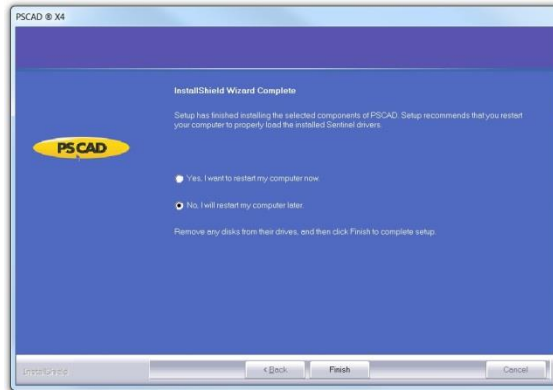 PSCAD ® X4
InstallShield Wizard Complete
Setup has finished installing the selected components of PSCAD. Setup recommends that you restart
your computer to properly load the installed Sentinel drivers.
PSCAD
Yes, I want to restart my computer now.
No, I will restart my computer later.
Remove any disks from their drives, and then click Finish to complete setup.
InstallShield
< Back
Finish
Cancel